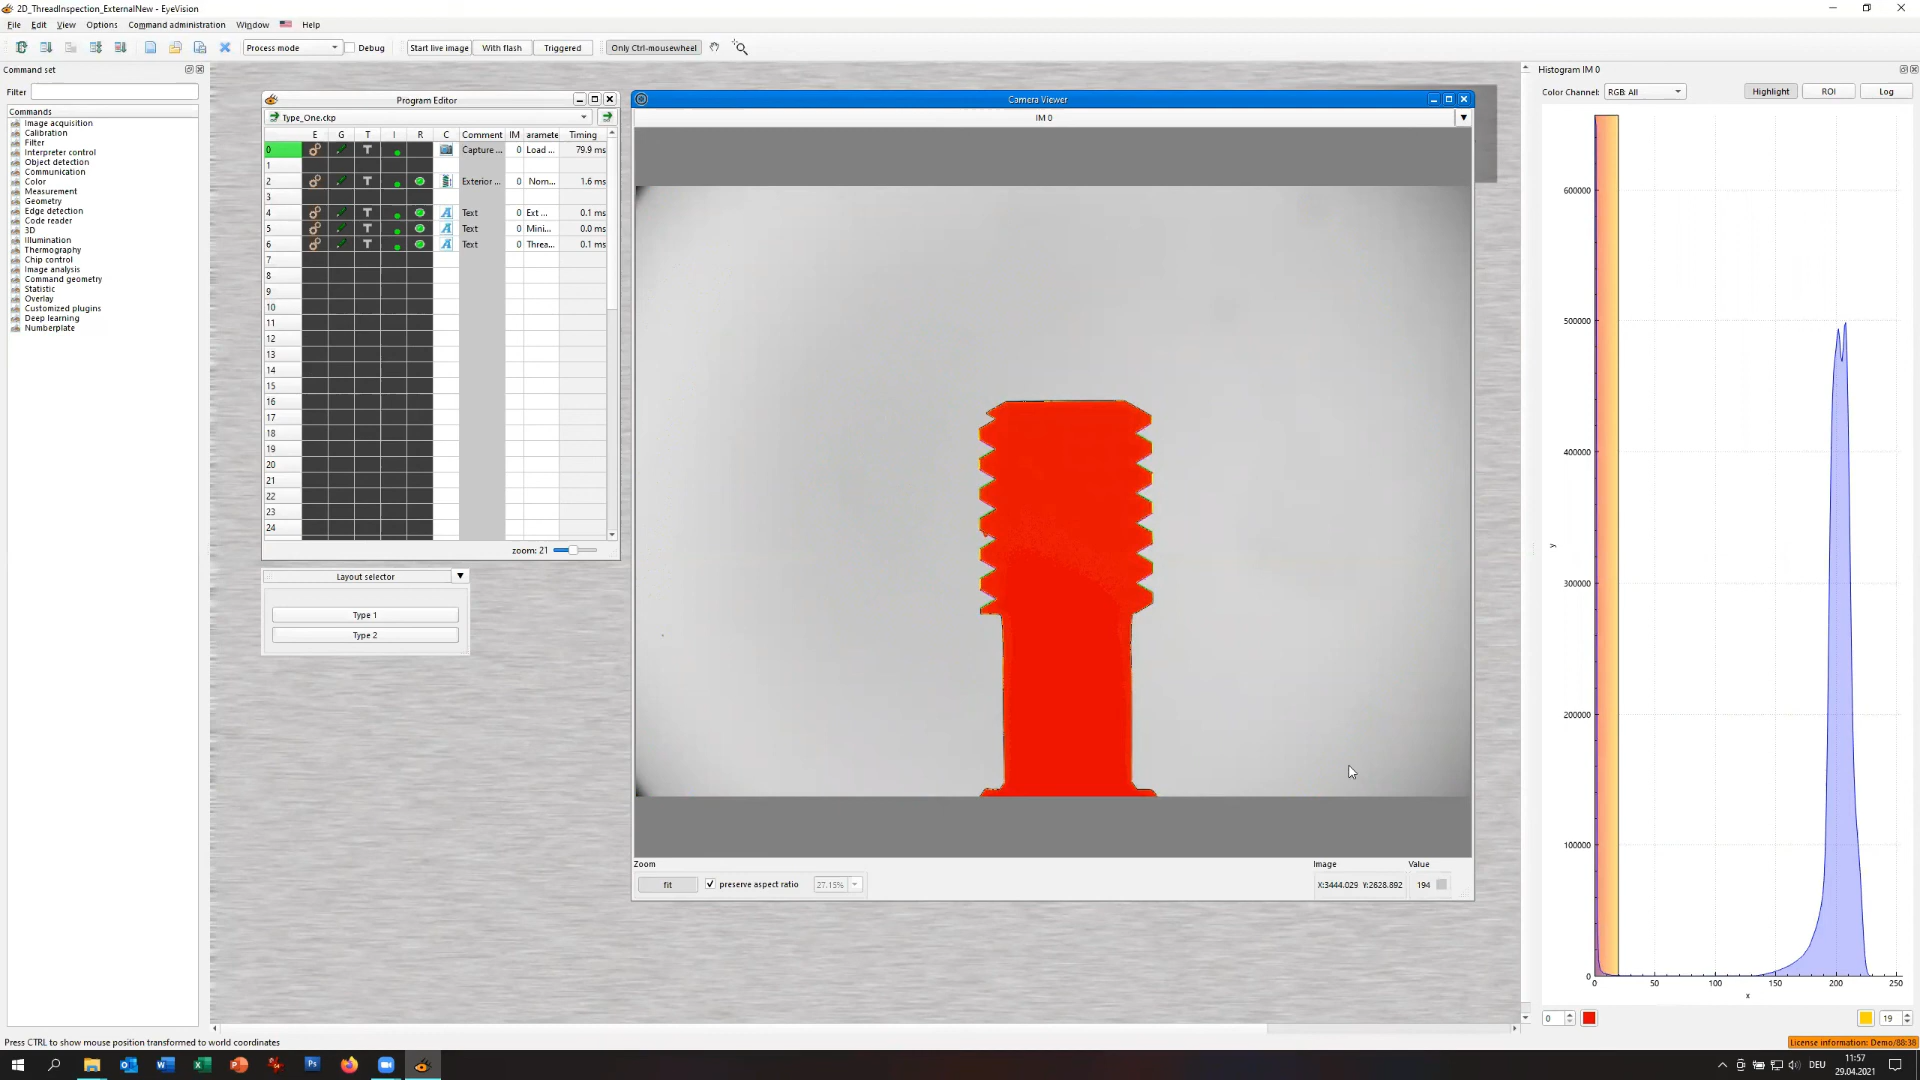 2D_ThreadInspection_ExternalNew - EyeVision
File Edit View Options Command administration Window Help
Process mode Debug Start live image With flash Triggered Only Ctrl-mousewheel
Command set
Filter
Commands
Image acquisition
Calibration
Filter
Interpreter control
Object detection
Communication
Color
Measurement
Geometry
Edge detection
Code reader
3D
Illumination
Thermography
Chip control
Image analysis
Command geometry
Statistic
Overlay
Customized plugins
Deep learning
Numberplate
Program Editor
Type_One.ckp
E G T I R C Comment IM aramete Timing
0 T Capture ... 0 Load ... 79.9 ms
1
2 T Exterior ... 0 Nom... 1.6 ms
3
4 T A Text 0 Ext ... 0.1 ms
5 T A Text 0 Mini... 0.0 ms
6 T A Text 0 Threa... 0.1 ms
7
8
9
10
11
12
13
14
15
16
17
18
19
20
21
22
23
24
zoom: 21
Layout selector
Type 1
Type 2
Camera Viewer
IM 0
Zoom
fit preserve aspect ratio 27.15%
Image Value
X:3444.029 Y:2628.892 194
Histogram IM 0
Color Channel: RGB: All Highlight ROI Log
600000
500000
400000
300000
200000
100000
0
y
0 50 100 150 200 250
x
0 19
Press CTRL to show mouse position transformed to world coordinates
License information: Demo/88:38
DEU
11:57
29.04.2021